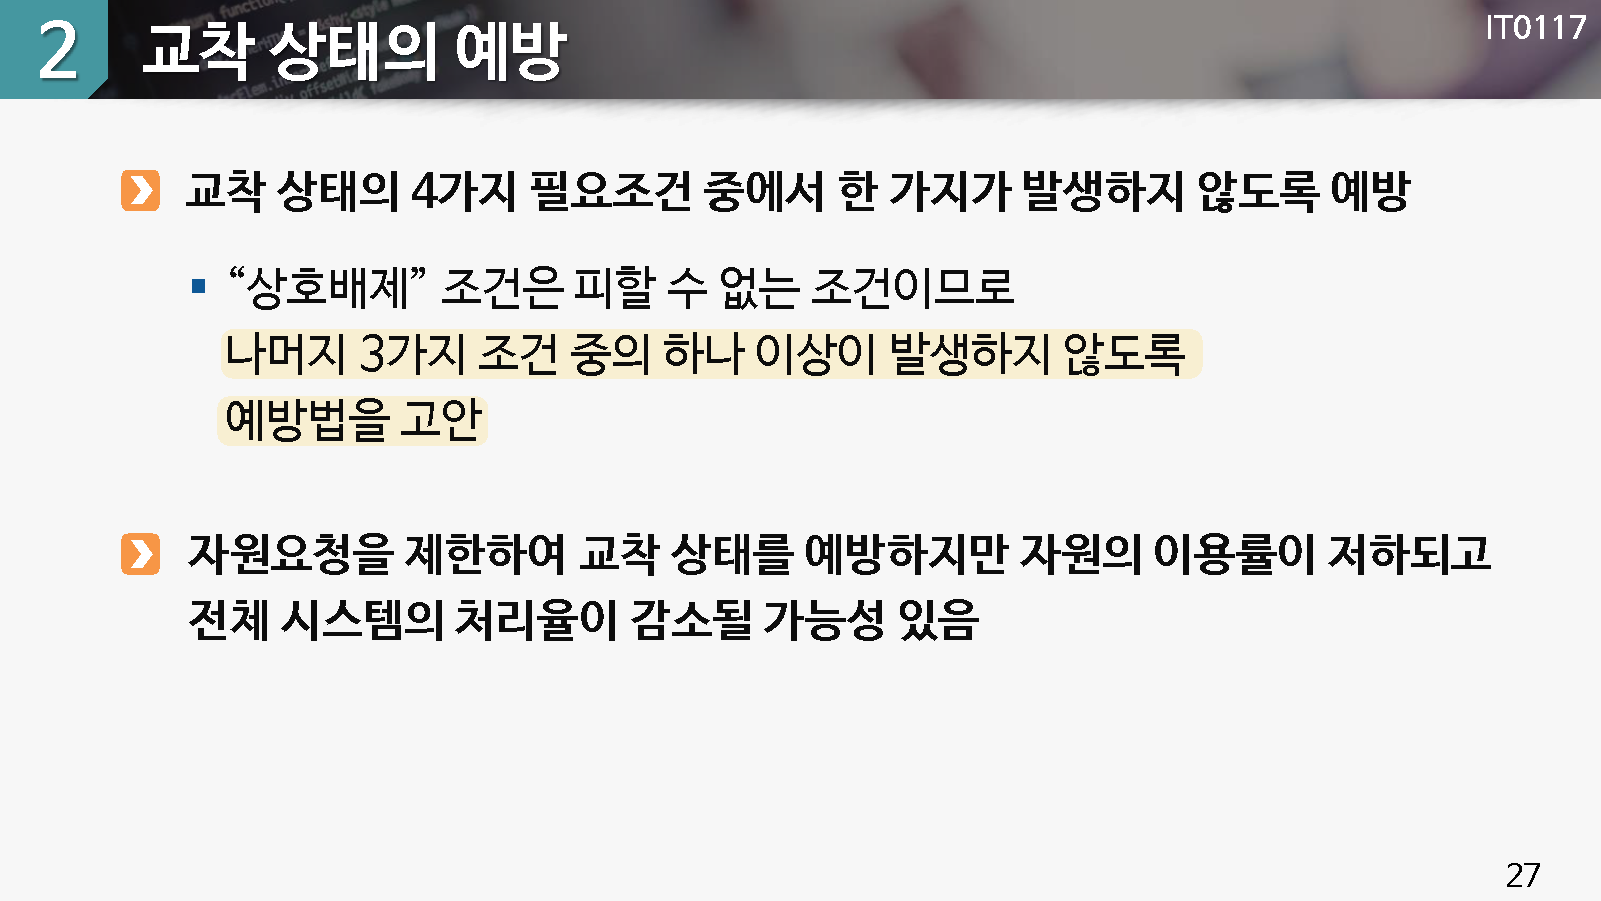 2 교착 상태의 예방
IT0117
교착 상태의 4가지 필요조건 중에서 한 가지가 발생하지 않도록 예방
▪ “상호배제” 조건은 피할 수 없는 조건이므로
나머지 3가지 조건 중의 하나 이상이 발생하지 않도록
예방법을 고안
자원요청을 제한하여 교착 상태를 예방하지만 자원의 이용률이 저하되고
전체 시스템의 처리율이 감소될 가능성 있음
27